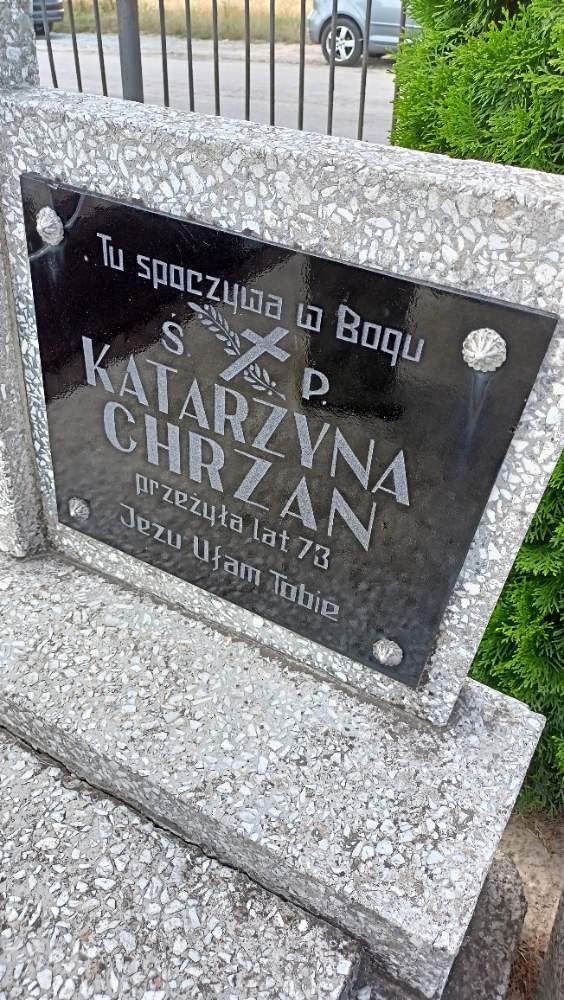 Tu spoczywa w Bogu
Ś. P.
KATARZYNA
CHRZAN
przeżyła lat 73
Jezu Ufam Tobie